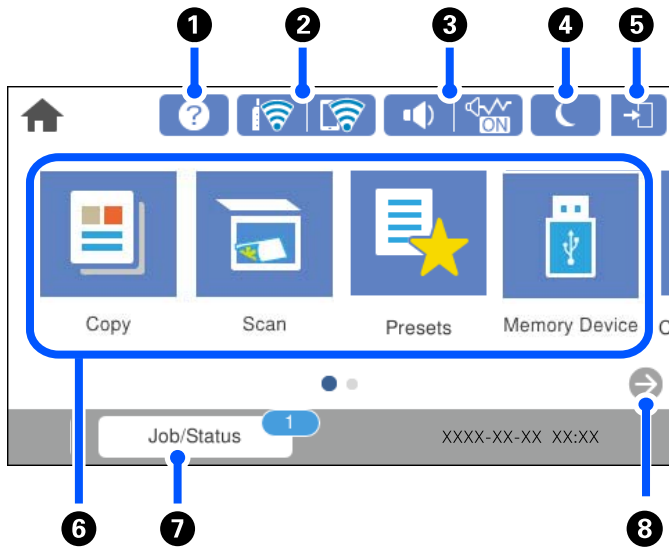 1 2 3 4 5
?
ON
Copy Scan Presets Memory Device C
Job/Status 1 XXXX-XX-XX XX:XX
6 7 8